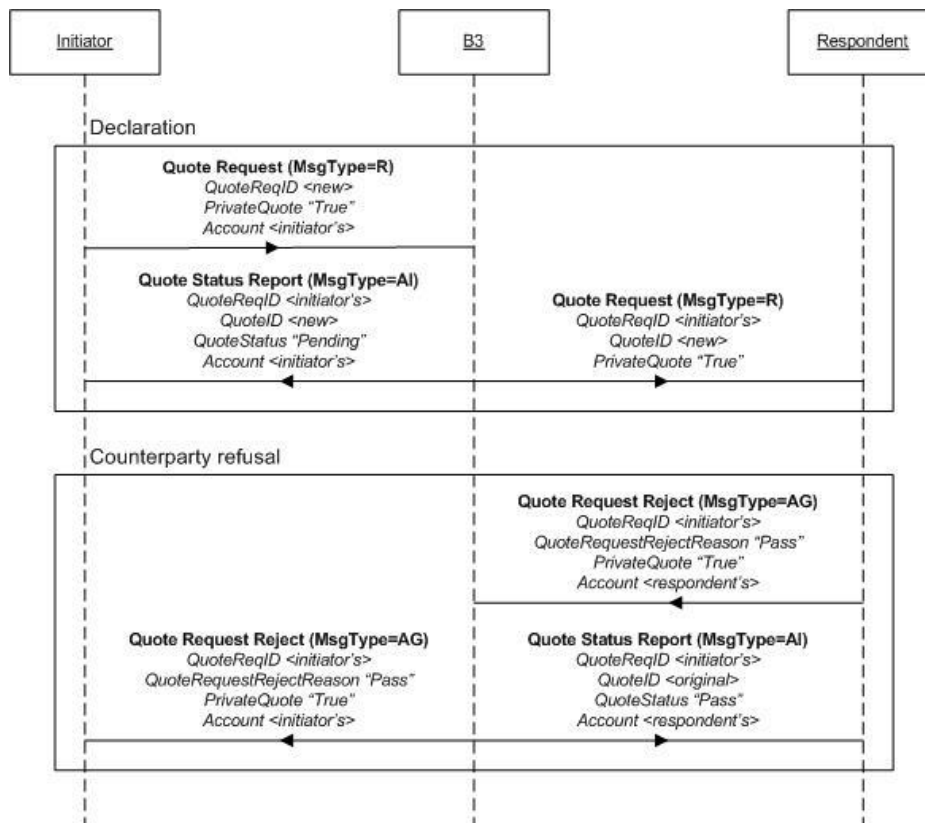 Initiator
B3
Respondent
Declaration
Quote Request (MsgType=R)
QuoteReqID <new>
PrivateQuote “True”
Account <initiator's>
Quote Status Report (MsgType=AI)
QuoteReqID <initiator's>
QuoteID <new>
QuoteStatus “Pending”
Account <initiator's>
Quote Request (MsgType=R)
QuoteReqID <initiator's>
QuoteID <new>
PrivateQuote “True”
Counterparty refusal
Quote Request Reject (MsgType=AG)
QuoteReqID <initiator's>
QuoteRequestRejectReason “Pass”
PrivateQuote “True”
Account <respondent's>
Quote Request Reject (MsgType=AG)
QuoteReqID <initiator's>
QuoteRequestRejectReason “Pass”
PrivateQuote “True”
Account <initiator's>
Quote Status Report (MsgType=AI)
QuoteReqID <initiator's>
QuoteID <original>
QuoteStatus “Pass”
Account <respondent's>